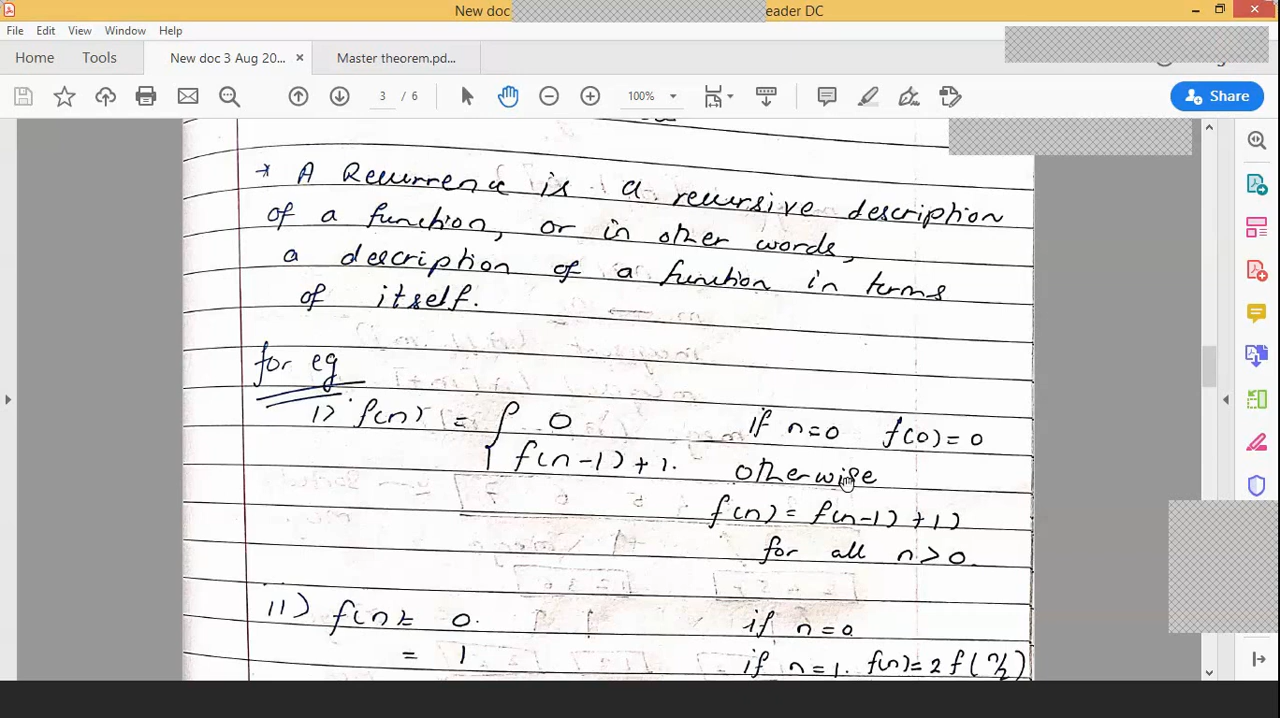 New doc
eader DC
File Edit View Window Help
Home Tools New doc 3 Aug 20... × Master theorem.pd...
3 / 6 100% Share
* A Recurrence is a recursive description
of a function, or in other words,
a description of a function in terms
of itself.
for eg
i) f(n) = { 0 if n=0 f(0)=0
f(n-1)+1. otherwise
f(n)= f(n-1)+1)
for all n>0.
ii) f(n)= 0. if n=0
= 1 if n=1. f(n)=2f(n/2)